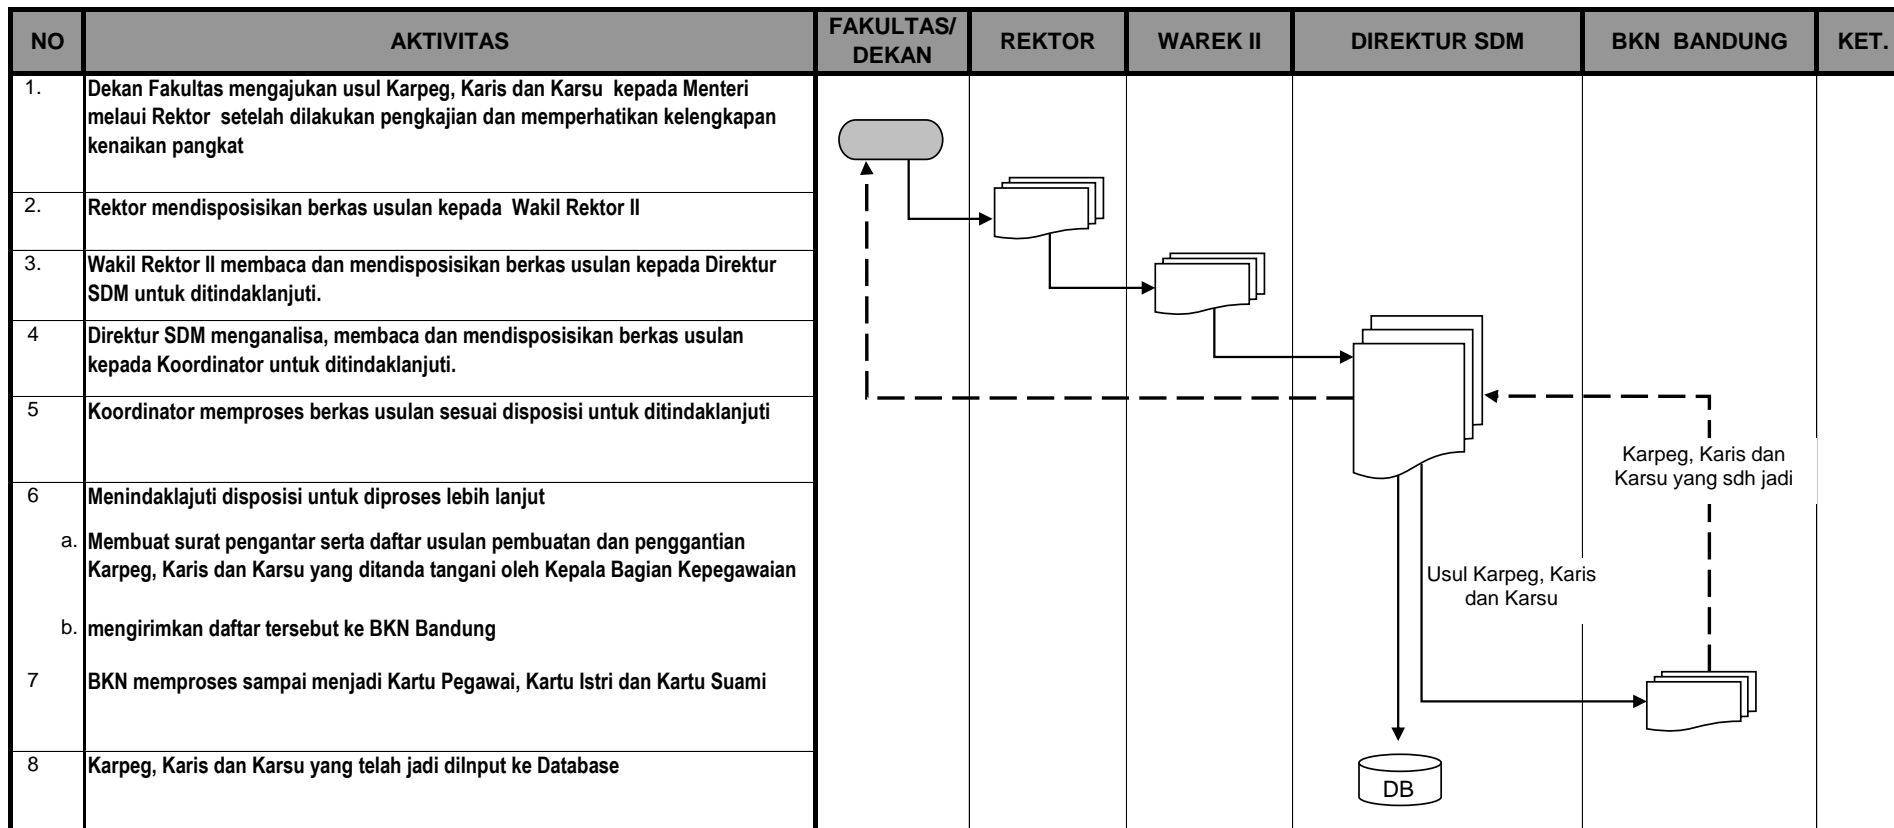 NO
AKTIVITAS
FAKULTAS/
DEKAN
REKTOR
WAREK II
DIREKTUR SDM
BKN BANDUNG
KET.
1.
Dekan Fakultas mengajukan usul Karpeg, Karis dan Karsu kepada Menteri
melaui Rektor setelah dilakukan pengkajian dan memperhatikan kelengkapan
kenaikan pangkat
2.
Rektor mendisposisikan berkas usulan kepada Wakil Rektor II
3.
Wakil Rektor II membaca dan mendisposisikan berkas usulan kepada Direktur
SDM untuk ditindaklanjuti.
4
Direktur SDM menganalisa, membaca dan mendisposisikan berkas usulan
kepada Koordinator untuk ditindaklanjuti.
5
Koordinator memproses berkas usulan sesuai disposisi untuk ditindaklanjuti
Karpeg, Karis dan
Karsu yang sdh jadi
6
Menindaklajuti disposisi untuk diproses lebih lanjut
a.
Membuat surat pengantar serta daftar usulan pembuatan dan penggantian
Karpeg, Karis dan Karsu yang ditanda tangani oleh Kepala Bagian Kepegawaian
Usul Karpeg, Karis
dan Karsu
b.
mengirimkan daftar tersebut ke BKN Bandung
7
BKN memproses sampai menjadi Kartu Pegawai, Kartu Istri dan Kartu Suami
8
Karpeg, Karis dan Karsu yang telah jadi diInput ke Database
DB